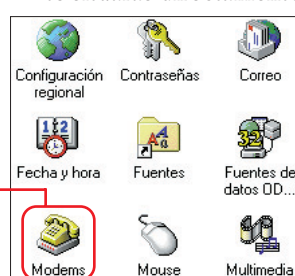 Configuración regional
Contraseñas
Correo
Fecha y hora
Fuentes
Fuentes de datos OD...
Modems
Mouse
Multimedia